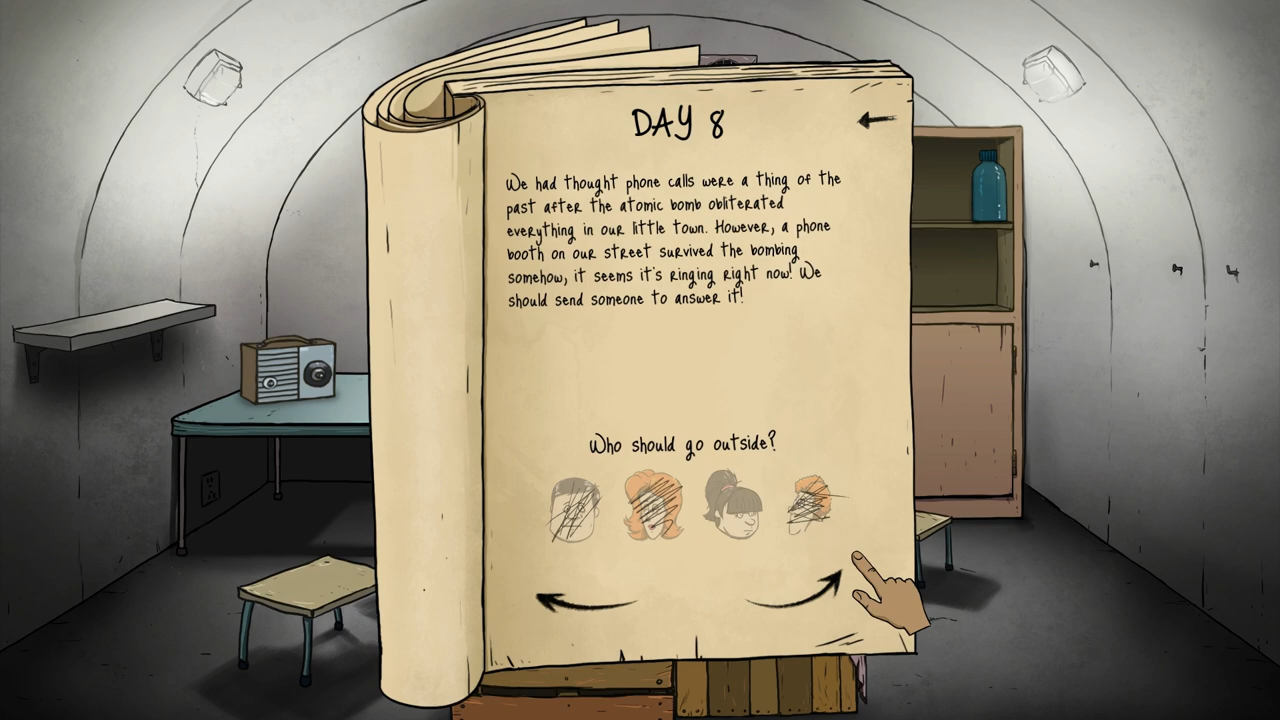 DAY 8
We had thought phone calls were a thing of the
past after the atomic bomb obliterated
everything in our little town. However, a phone
booth on our street survived the bombing
somehow, it seems it's ringing right now! We
should send someone to answer it!
Who should go outside?